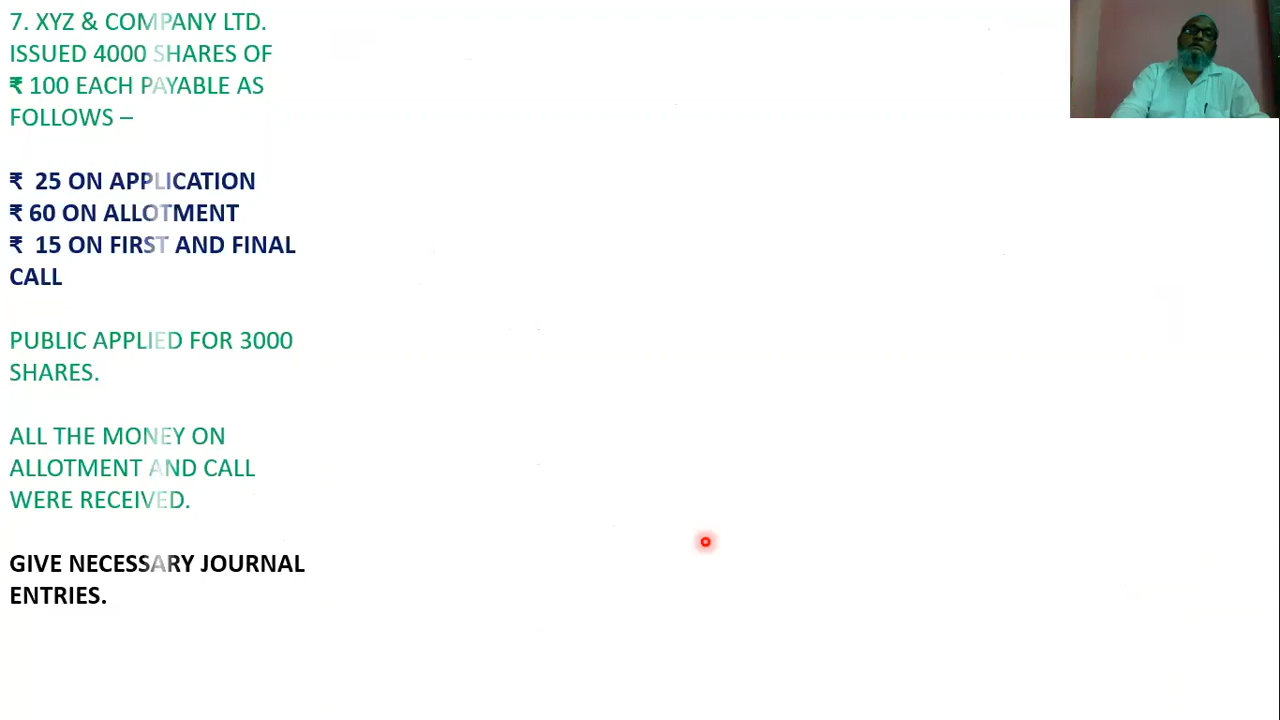 7. XYZ & COMPANY LTD.
ISSUED 4000 SHARES OF
₹ 100 EACH PAYABLE AS
FOLLOWS –
₹ 25 ON APPLICATION
₹ 60 ON ALLOTMENT
₹ 15 ON FIRST AND FINAL
CALL
PUBLIC APPLIED FOR 3000
SHARES.
ALL THE MONEY ON
ALLOTMENT AND CALL
WERE RECEIVED.
GIVE NECESSARY JOURNAL
ENTRIES.